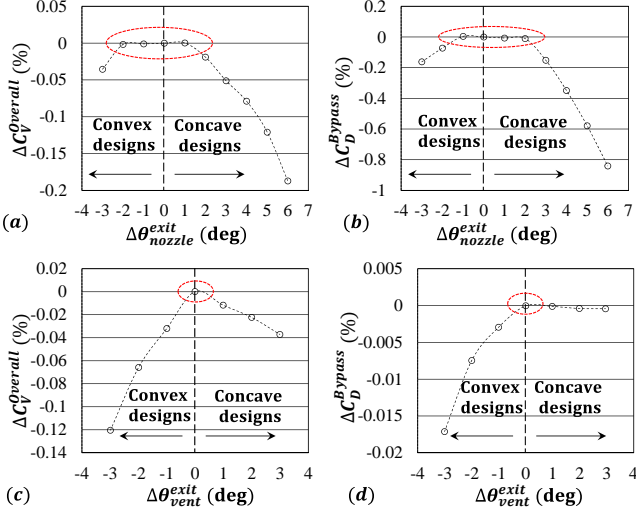 0.05
0
-0.05
-0.1
-0.15
-0.2
ΔC_V^Overall (%)
Convex designs
Concave designs
-4 -3 -2 -1 0 1 2 3 4 5 6 7
(a)
Δθ_nozzle^exit (deg)
0.2
0
-0.2
-0.4
-0.6
-0.8
-1
ΔC_D^Bypass (%)
Convex designs
Concave designs
-4 -3 -2 -1 0 1 2 3 4 5 6 7
(b)
Δθ_nozzle^exit (deg)
0.02
0
-0.02
-0.04
-0.06
-0.08
-0.1
-0.12
-0.14
ΔC_V^Overall (%)
Convex designs
Concave designs
-4 -3 -2 -1 0 1 2 3 4
(c)
Δθ_vent^exit (deg)
0.005
0
-0.005
-0.01
-0.015
-0.02
ΔC_D^Bypass (%)
Convex designs
Concave designs
-4 -3 -2 -1 0 1 2 3 4
(d)
Δθ_vent^exit (deg)